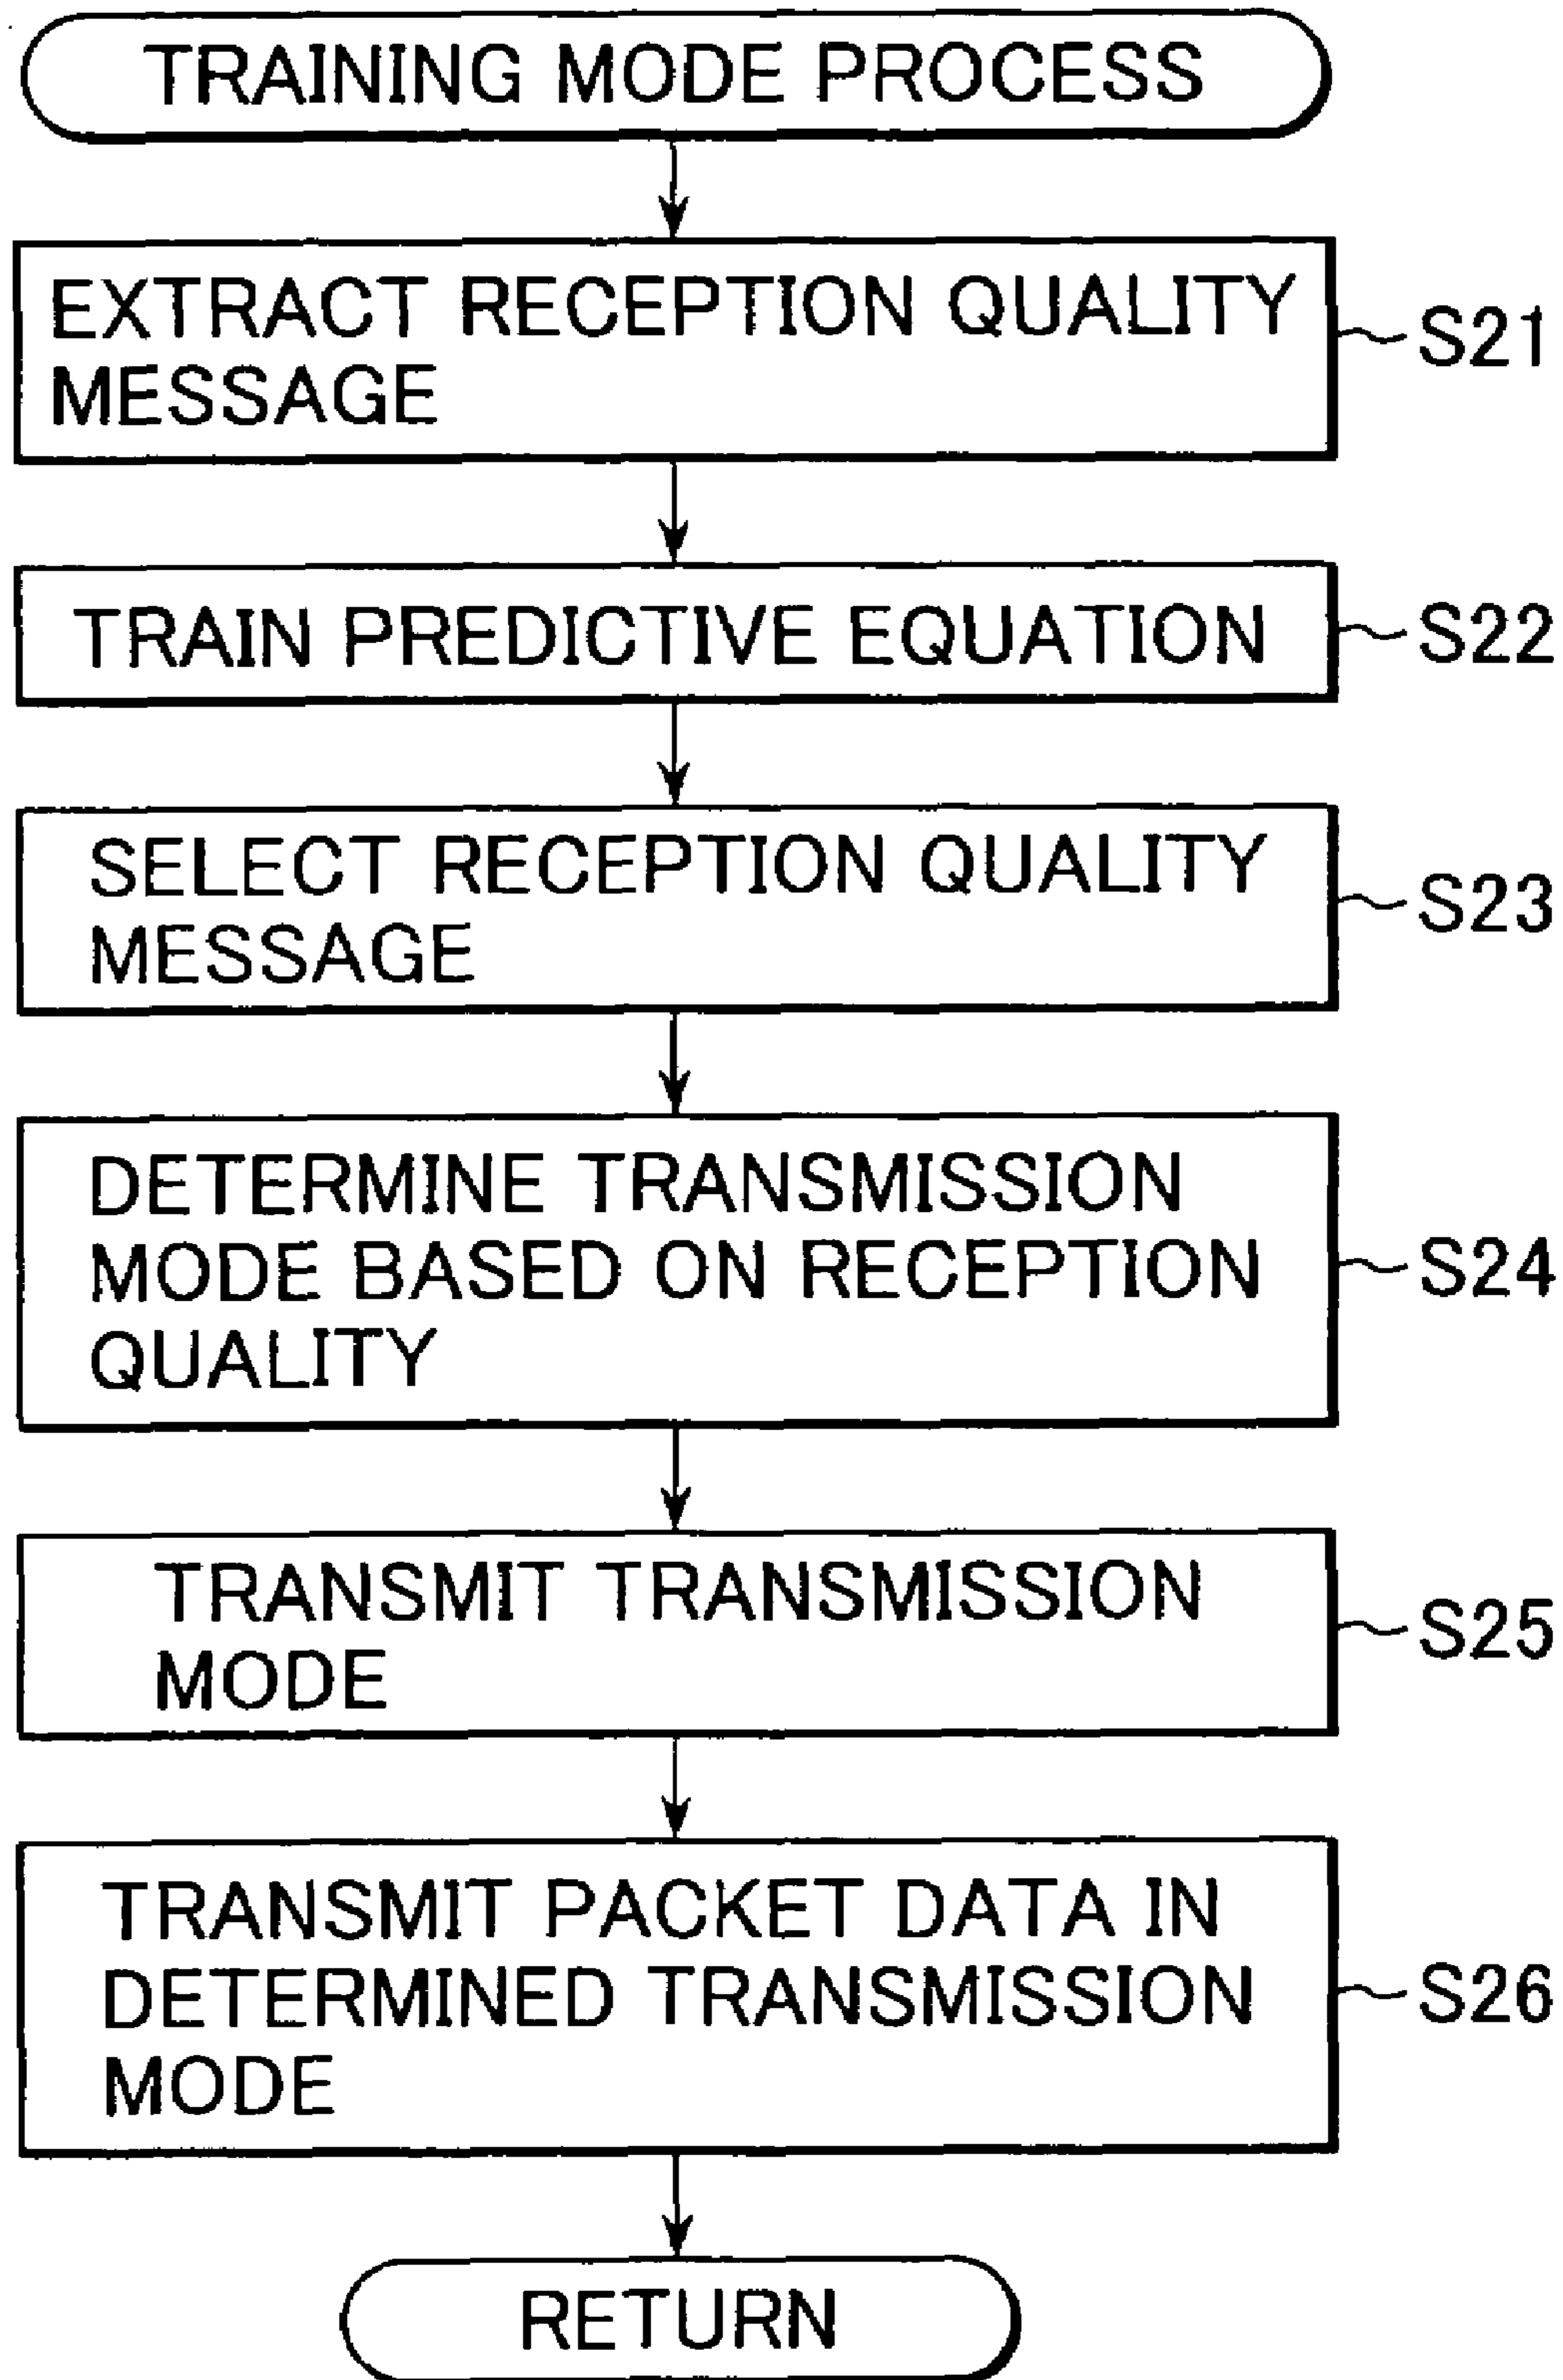 TRAINING MODE PROCESS
EXTRACT RECEPTION QUALITY
MESSAGE
S21
TRAIN PREDICTIVE EQUATION
S22
SELECT RECEPTION QUALITY
MESSAGE
S23
DETERMINE TRANSMISSION
MODE BASED ON RECEPTION
QUALITY
S24
TRANSMIT TRANSMISSION
MODE
S25
TRANSMIT PACKET DATA IN
DETERMINED TRANSMISSION
MODE
S26
RETURN